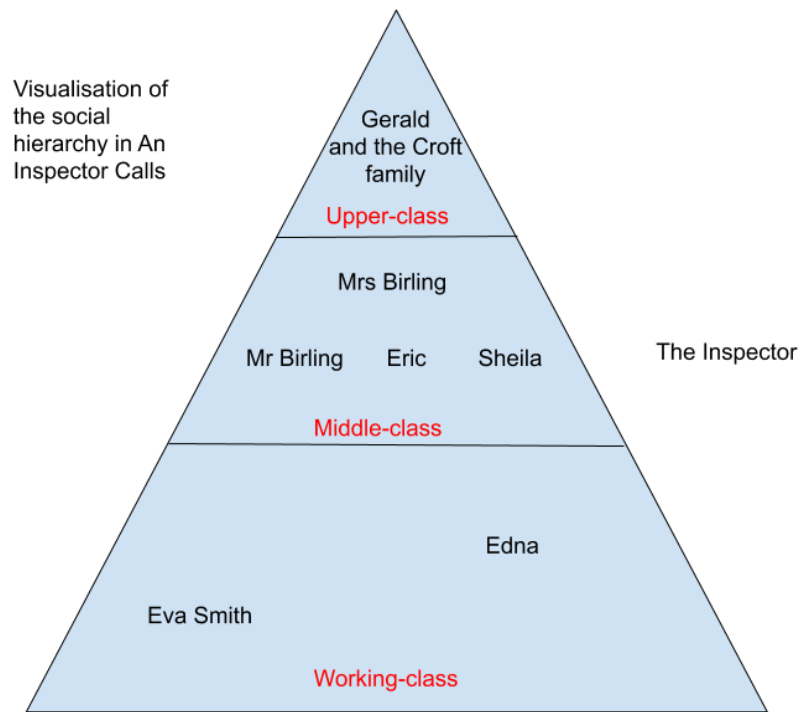 Visualisation of
the social
hierarchy in An
Inspector Calls
Gerald
and the Croft
family
Upper-class
Mrs Birling
Mr Birling Eric Sheila
The Inspector
Middle-class
Edna
Eva Smith
Working-class